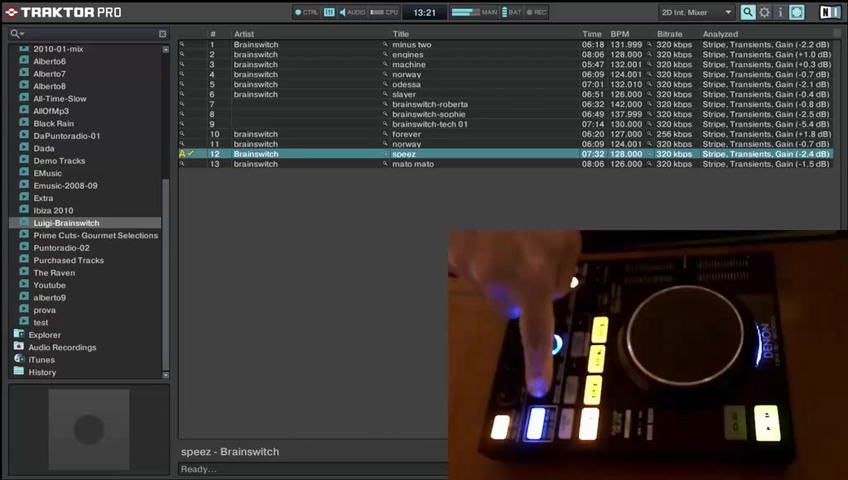 TRAKTOR PRO CTRL AUDIO CPU 13:21 MAIN BAT REC 2D Int. Mixer
# Artist Title Time BPM Bitrate Analyzed
1 Brainswitch minus two 06:18 131.999 320 kbps Stripe, Transients, Gain (-2.2 dB)
2 Brainswitch engines 08:06 128.000 320 kbps Stripe, Transients, Gain (+1.0 dB)
3 Brainswitch machine 05:47 132.001 320 kbps Stripe, Transients, Gain (+0.3 dB)
4 brainswitch norway 06:09 124.001 320 kbps Stripe, Transients, Gain (-0.7 dB)
5 brainswitch odessa 07:01 132.010 320 kbps Stripe, Transients, Gain (-2.1 dB)
6 brainswitch slaver 06:51 126.000 320 kbps Stripe, Transients, Gain (-0.4 dB)
7 brainswitch-roberta 06:32 142.000 320 kbps Stripe, Transients, Gain (-0.8 dB)
8 brainswitch-sophie 06:49 137.999 320 kbps Stripe, Transients, Gain (-2.5 dB)
9 brainswitch-tech 01 07:14 130.000 320 kbps Stripe, Transients, Gain (-5.4 dB)
10 brainswitch forever 06:20 127.000 256 kbps Stripe, Transients, Gain (+1.8 dB)
11 brainswitch norway 06:09 124.001 320 kbps Stripe, Transients, Gain (-0.7 dB)
A 12 Brainswitch speez 07:32 128.000 320 kbps Stripe, Transients, Gain (-2.4 dB)
13 Brainswitch mato mato 08:06 126.000 320 kbps Stripe, Transients, Gain (-1.5 dB)
2010-01-mix
Alberto6
Alberto7
Alberto8
All-Time-Slow
AllOfMp3
Black Rain
DaPuntoradio-01
Dada
Demo Tracks
EMusic
Emusic-2008-09
Extra
Ibiza 2010
Luigi-Brainswitch
Prime Cuts- Gourmet Selections
Puntoradio-02
Purchased Tracks
The Raven
Youtube
alberto9
prova
test
Explorer
Audio Recordings
iTunes
History
speez - Brainswitch
Ready...
DENON